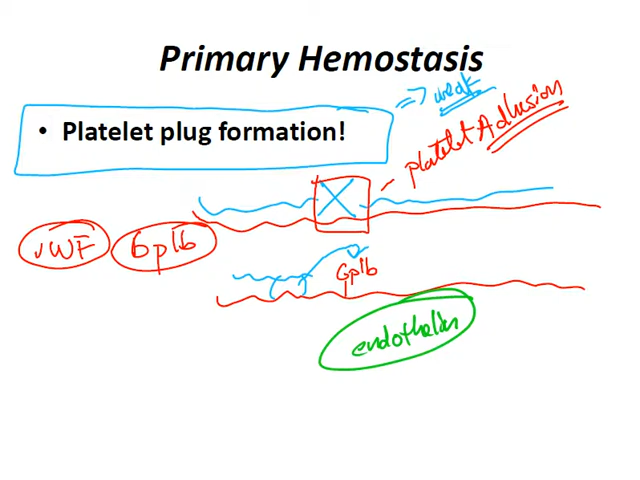 Primary Hemostasis
=> weak
• Platelet plug formation!
platelet Adhesion
vWF GpIb
GpIb
endothelin